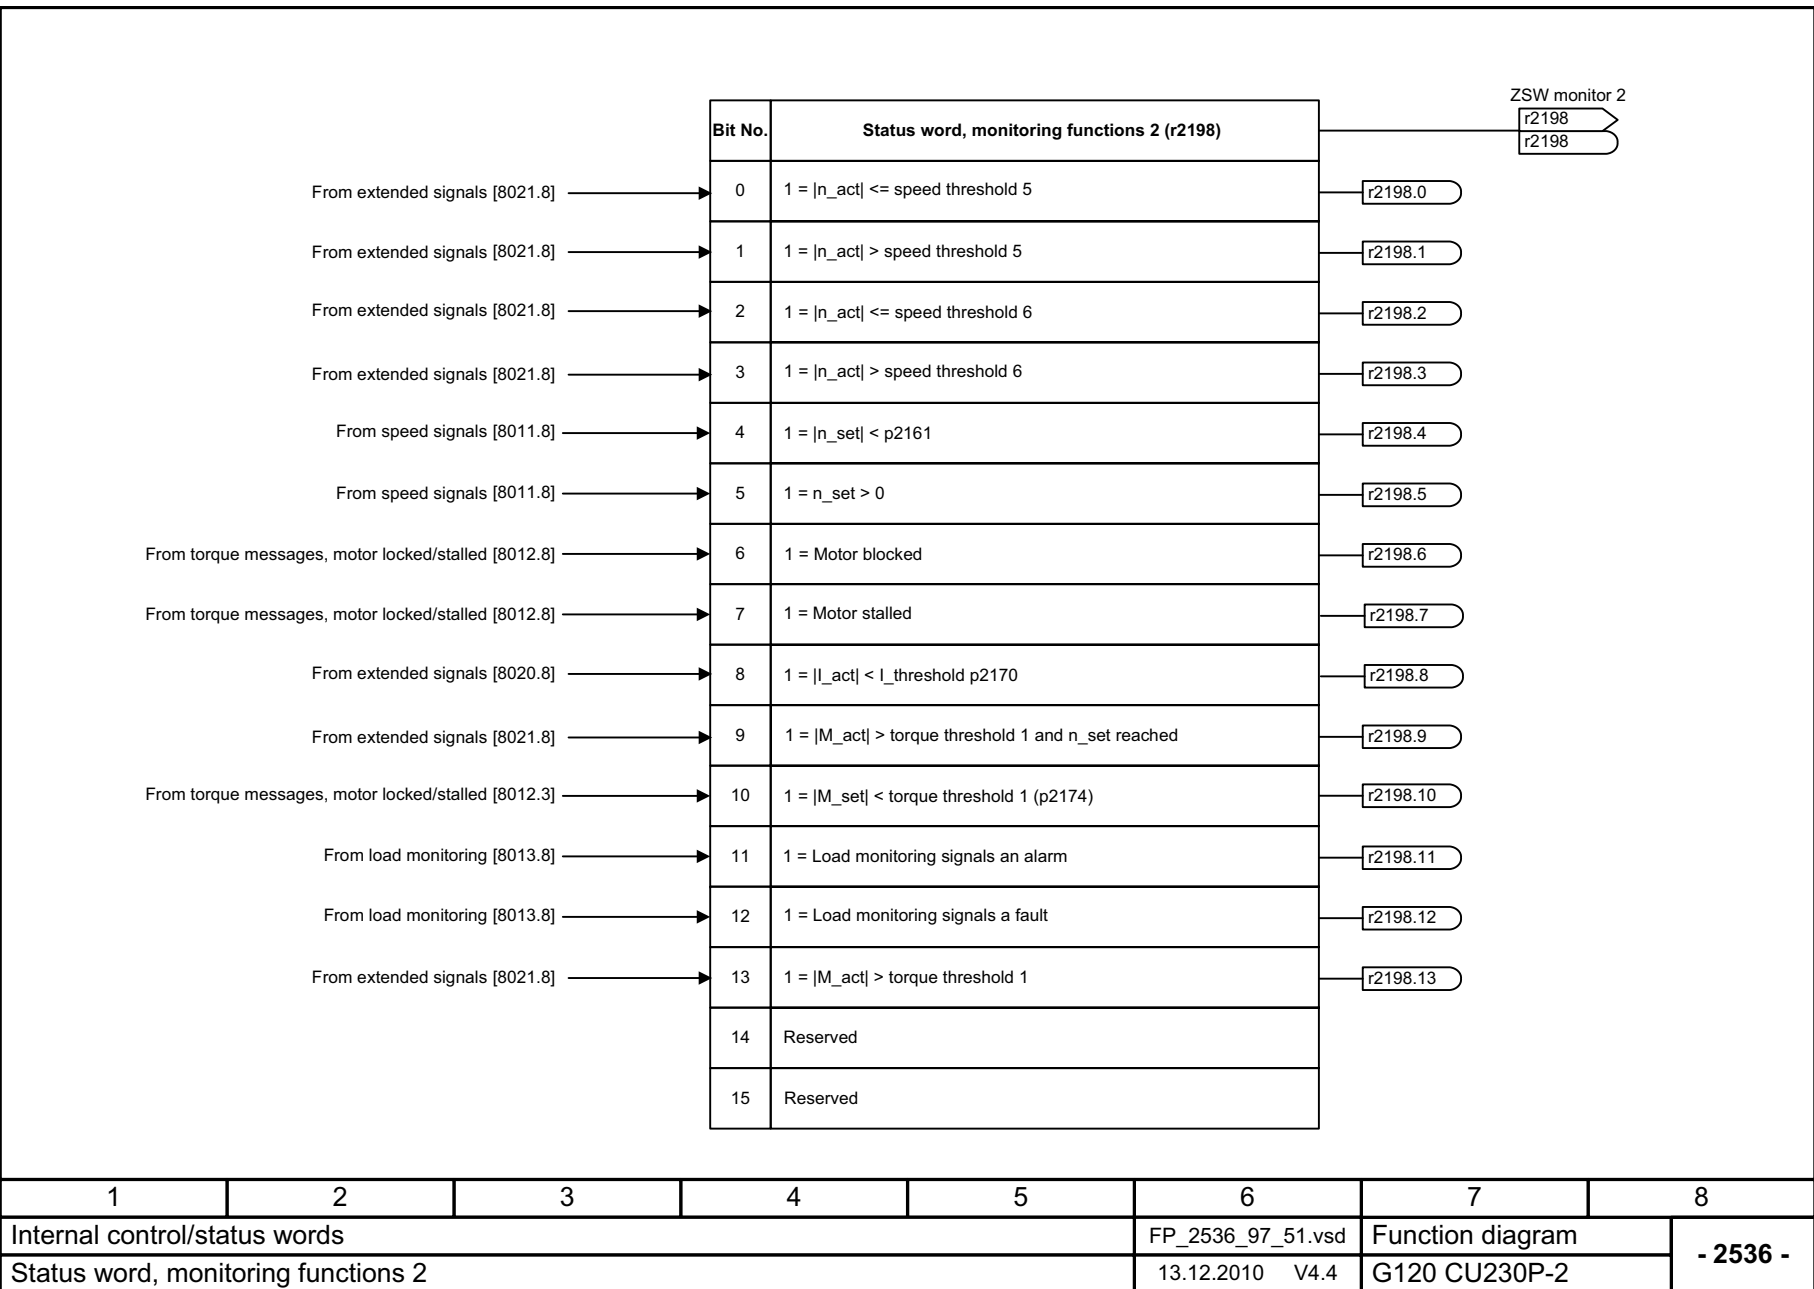 ZSW monitor 2
Bit No. Status word, monitoring functions 2 (r2198) r2198
r2198
From extended signals [8021.8] 0 1 = |n_act| <= speed threshold 5 r2198.0
From extended signals [8021.8] 1 1 = |n_act| > speed threshold 5 r2198.1
From extended signals [8021.8] 2 1 = |n_act| <= speed threshold 6 r2198.2
From extended signals [8021.8] 3 1 = |n_act| > speed threshold 6 r2198.3
From speed signals [8011.8] 4 1 = |n_set| < p2161 r2198.4
From speed signals [8011.8] 5 1 = n_set > 0 r2198.5
From torque messages, motor locked/stalled [8012.8] 6 1 = Motor blocked r2198.6
From torque messages, motor locked/stalled [8012.8] 7 1 = Motor stalled r2198.7
From extended signals [8020.8] 8 1 = |I_act| < I_threshold p2170 r2198.8
From extended signals [8021.8] 9 1 = |M_act| > torque threshold 1 and n_set reached r2198.9
From torque messages, motor locked/stalled [8012.3] 10 1 = |M_set| < torque threshold 1 (p2174) r2198.10
From load monitoring [8013.8] 11 1 = Load monitoring signals an alarm r2198.11
From load monitoring [8013.8] 12 1 = Load monitoring signals a fault r2198.12
From extended signals [8021.8] 13 1 = |M_act| > torque threshold 1 r2198.13
14 Reserved
15 Reserved
1 2 3 4 5 6 7 8
Internal control/status words FP_2536_97_51.vsd Function diagram - 2536 -
Status word, monitoring functions 2 13.12.2010 V4.4 G120 CU230P-2